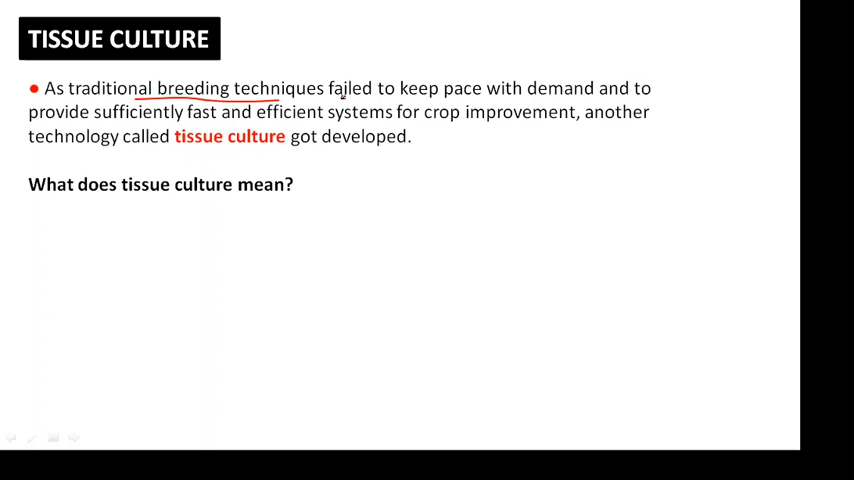 TISSUE CULTURE
● As traditional breeding techniques failed to keep pace with demand and to
provide sufficiently fast and efficient systems for crop improvement, another
technology called tissue culture got developed.
What does tissue culture mean?